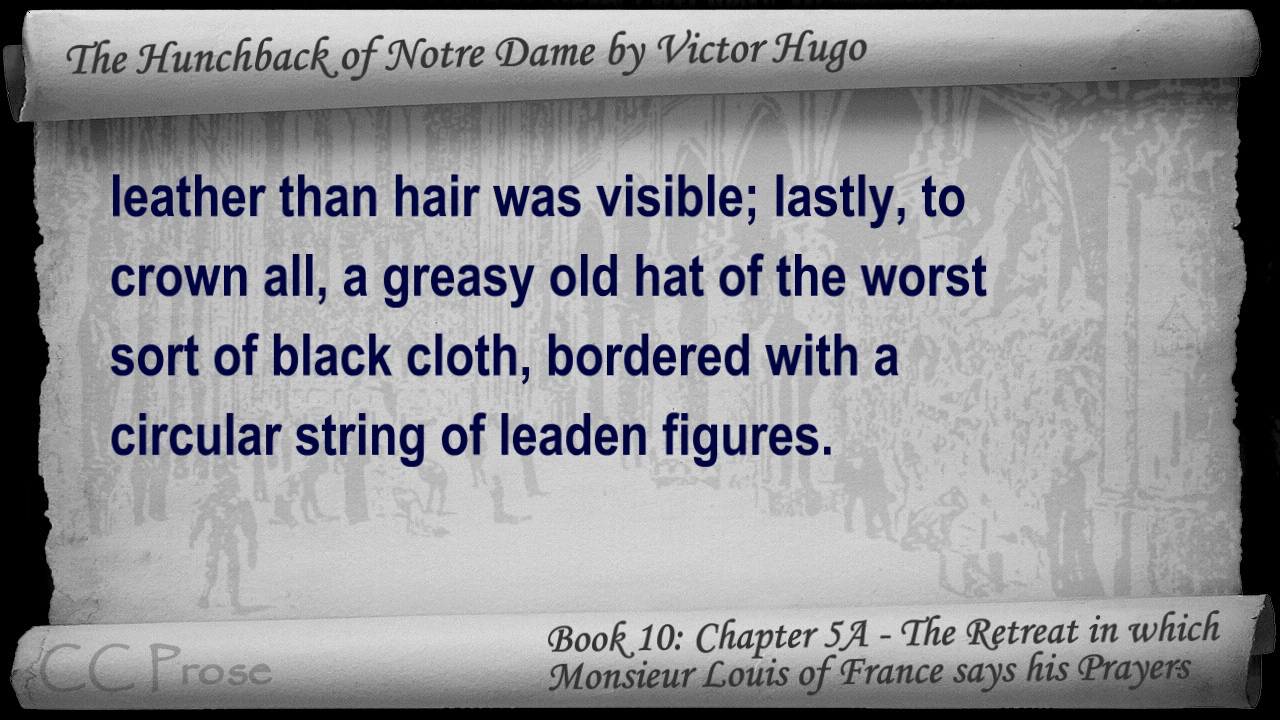 The Hunchback of Notre Dame by Victor Hugo
leather than hair was visible; lastly, to
crown all, a greasy old hat of the worst
sort of black cloth, bordered with a
circular string of leaden figures.
CC Prose
Book 10: Chapter 5A - The Retreat in which
Monsieur Louis of France says his Prayers